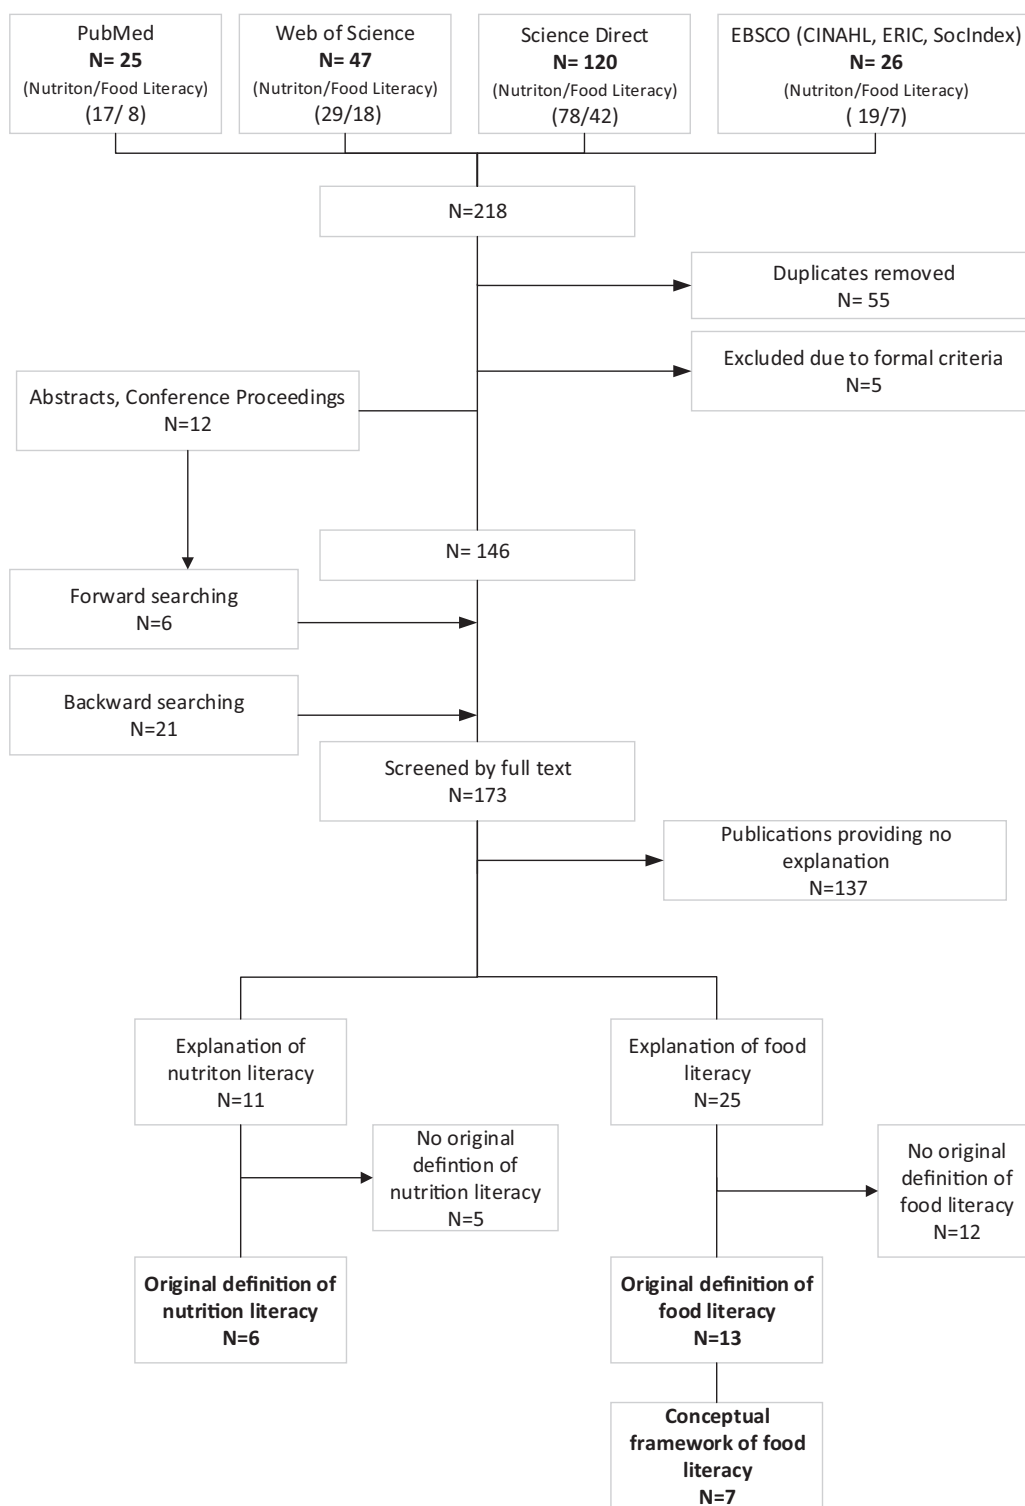 PubMed
N= 25
(Nutriton/Food Literacy)
(17/ 8)
Web of Science
N= 47
(Nutriton/Food Literacy)
(29/18)
Science Direct
N= 120
(Nutriton/Food Literacy)
(78/42)
EBSCO (CINAHL, ERIC, SocIndex)
N= 26
(Nutriton/Food Literacy)
( 19/7)
N=218
Duplicates removed
N= 55
Excluded due to formal criteria
N=5
Abstracts, Conference Proceedings
N=12
N= 146
Forward searching
N=6
Backward searching
N=21
Screened by full text
N=173
Publications providing no
explanation
N=137
Explanation of
nutriton literacy
N=11
Explanation of food
literacy
N=25
No original
defintion of
nutrition literacy
N=5
No original
definition of
food literacy
N=12
Original definition of
nutrition literacy
N=6
Original definition of
food literacy
N=13
Conceptual
framework of food
literacy
N=7